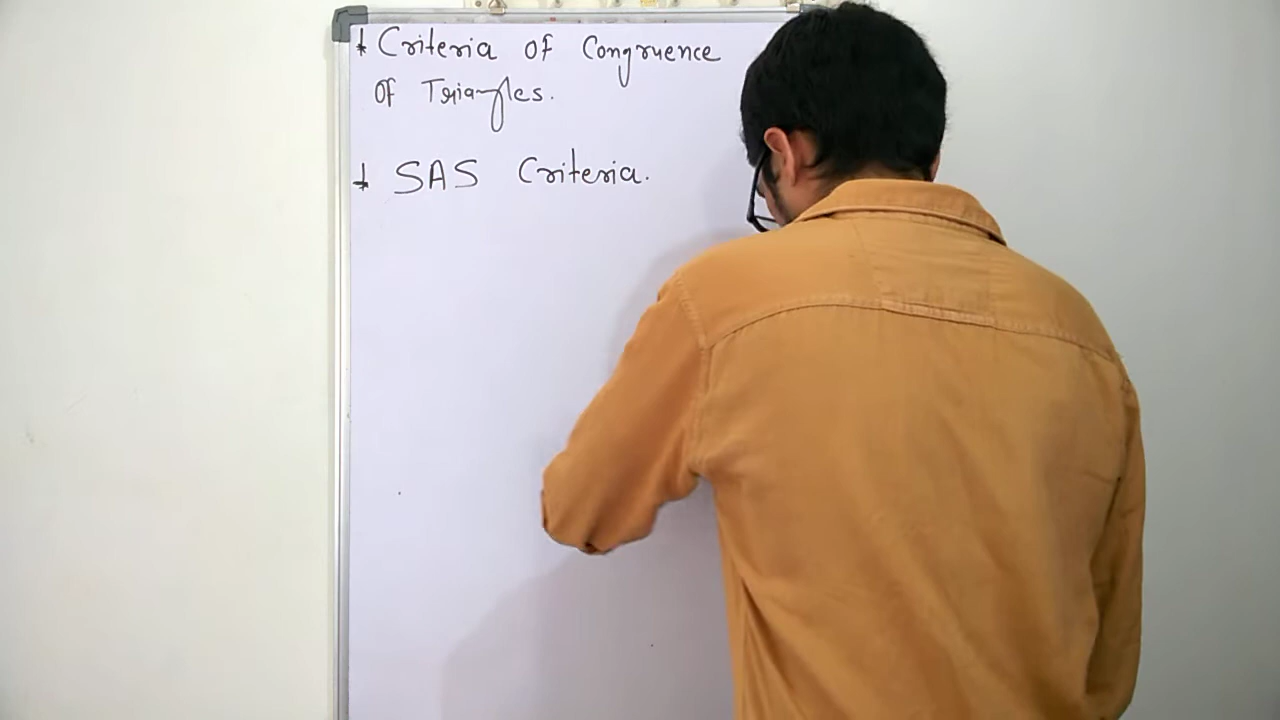 * Criteria of Congruence
of Triangles.
* SAS Criteria.